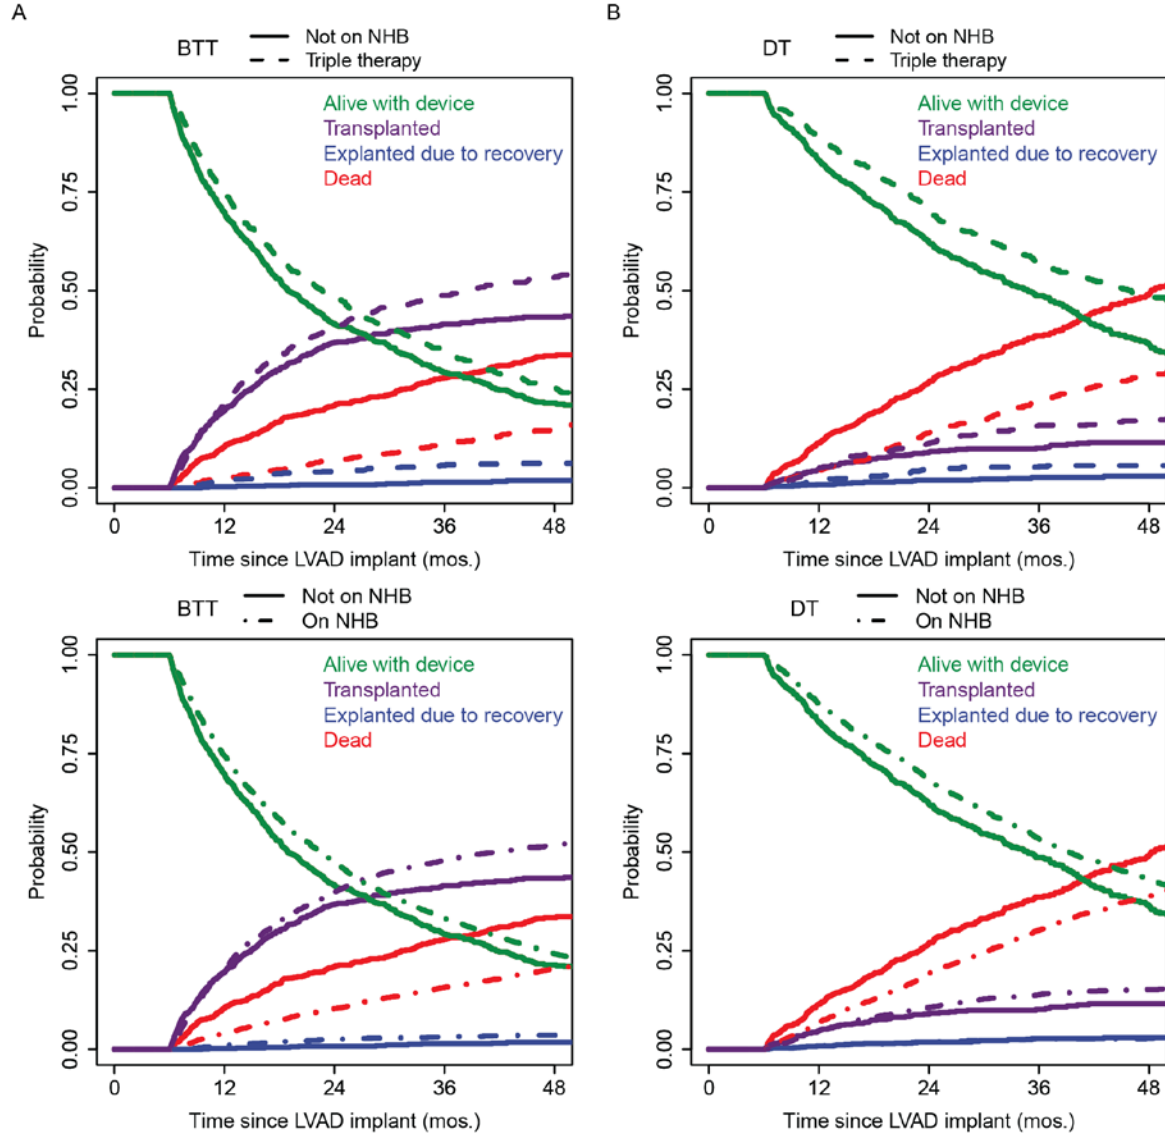 A
B
BTT
Not on NHB
Triple therapy
Alive with device
Transplanted
Explanted due to recovery
Dead
Probability
0.00
0.25
0.50
0.75
1.00
0
12
24
36
48
Time since LVAD implant (mos.)
DT
Not on NHB
Triple therapy
Alive with device
Transplanted
Explanted due to recovery
Dead
Probability
0.00
0.25
0.50
0.75
1.00
0
12
24
36
48
Time since LVAD implant (mos.)
BTT
Not on NHB
On NHB
Alive with device
Transplanted
Explanted due to recovery
Dead
Probability
0.00
0.25
0.50
0.75
1.00
0
12
24
36
48
Time since LVAD implant (mos.)
DT
Not on NHB
On NHB
Alive with device
Transplanted
Explanted due to recovery
Dead
Probability
0.00
0.25
0.50
0.75
1.00
0
12
24
36
48
Time since LVAD implant (mos.)